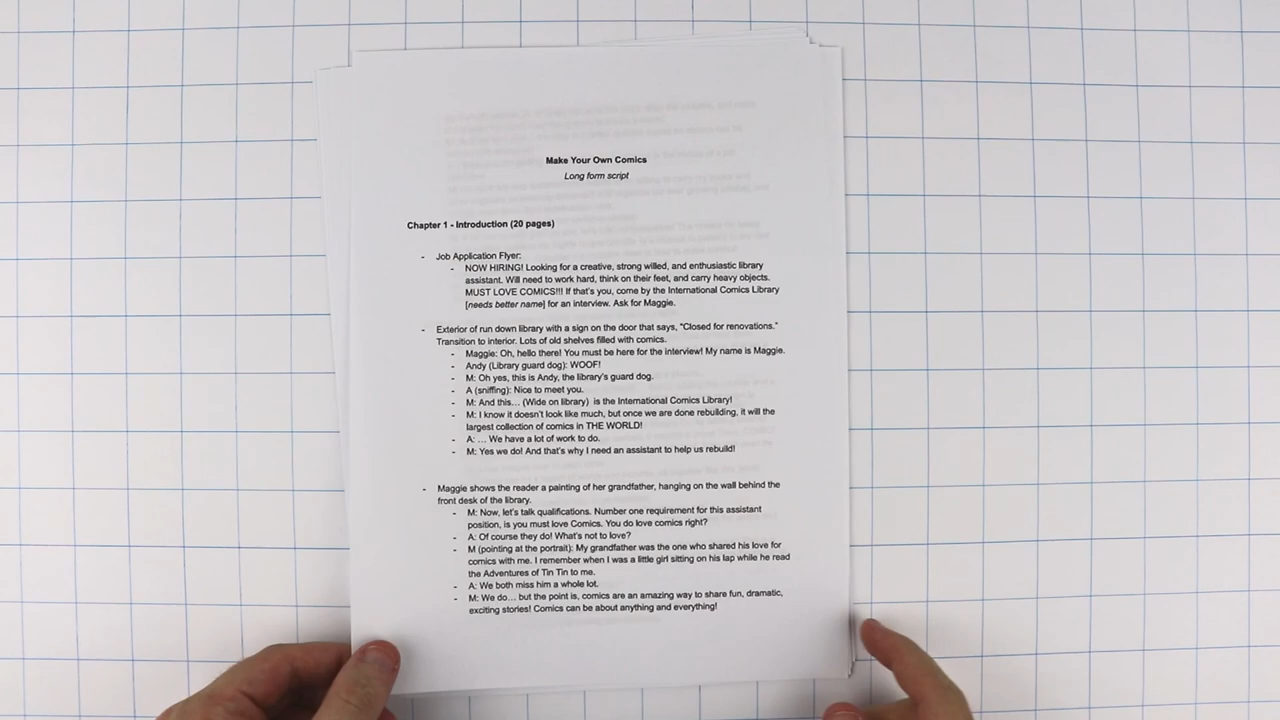 Make Your Own Comics
Long form script
Chapter 1 - Introduction (20 pages)
- Job Application Flyer:
- NOW HIRING! Looking for a creative, strong willed, and enthusiastic library
assistant. Will need to work hard, think on their feet, and carry heavy objects.
MUST LOVE COMICS!!! If that's you, come by the International Comics Library
[needs better name] for an interview. Ask for Maggie.
- Exterior of run down library with a sign on the door that says, "Closed for renovations."
Transition to interior. Lots of old shelves filled with comics.
- Maggie: Oh, hello there! You must be here for the interview! My name is Maggie.
- Andy (Library guard dog): WOOF!
- M: Oh yes, this is Andy, the library's guard dog.
- A (sniffing): Nice to meet you.
- M: And this... (Wide on library) is the International Comics Library!
- M: I know it doesn't look like much, but once we are done rebuilding, it will the
largest collection of comics in THE WORLD!
- A: ... We have a lot of work to do.
- M: Yes we do! And that's why I need an assistant to help us rebuild!
- Maggie shows the reader a painting of her grandfather, hanging on the wall behind the
front desk of the library.
- M: Now, let's talk qualifications. Number one requirement for this assistant
position, is you must love Comics. You do love comics right?
- A: Of course they do! What's not to love?
- M (pointing at the portrait): My grandfather was the one who shared his love for
comics with me. I remember when I was a little girl sitting on his lap while he read
the Adventures of Tin Tin to me.
- A: We both miss him a whole lot.
- M: We do... but the point is, comics are an amazing way to share fun, dramatic,
exciting stories! Comics can be about anything and everything!